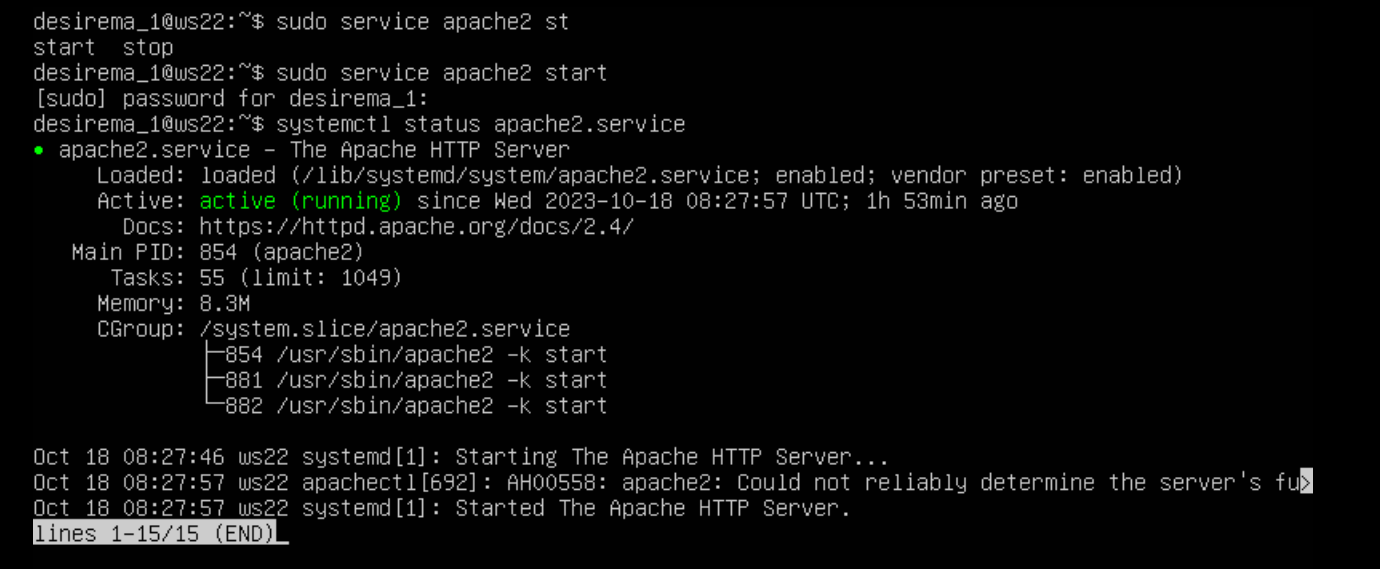 desirema_1@ws22:~$ sudo service apache2 st
start  stop
desirema_1@ws22:~$ sudo service apache2 start
[sudo] password for desirema_1:
desirema_1@ws22:~$ systemctl status apache2.service
● apache2.service - The Apache HTTP Server
     Loaded: loaded (/lib/systemd/system/apache2.service; enabled; vendor preset: enabled)
     Active: active (running) since Wed 2023-10-18 08:27:57 UTC; 1h 53min ago
       Docs: https://httpd.apache.org/docs/2.4/
   Main PID: 854 (apache2)
      Tasks: 55 (limit: 1049)
     Memory: 8.3M
     CGroup: /system.slice/apache2.service
             ├─854 /usr/sbin/apache2 -k start
             ├─881 /usr/sbin/apache2 -k start
             └─882 /usr/sbin/apache2 -k start

Oct 18 08:27:46 ws22 systemd[1]: Starting The Apache HTTP Server...
Oct 18 08:27:57 ws22 apachectl[692]: AH00558: apache2: Could not reliably determine the server's fu>
Oct 18 08:27:57 ws22 systemd[1]: Started The Apache HTTP Server.
lines 1-15/15 (END)